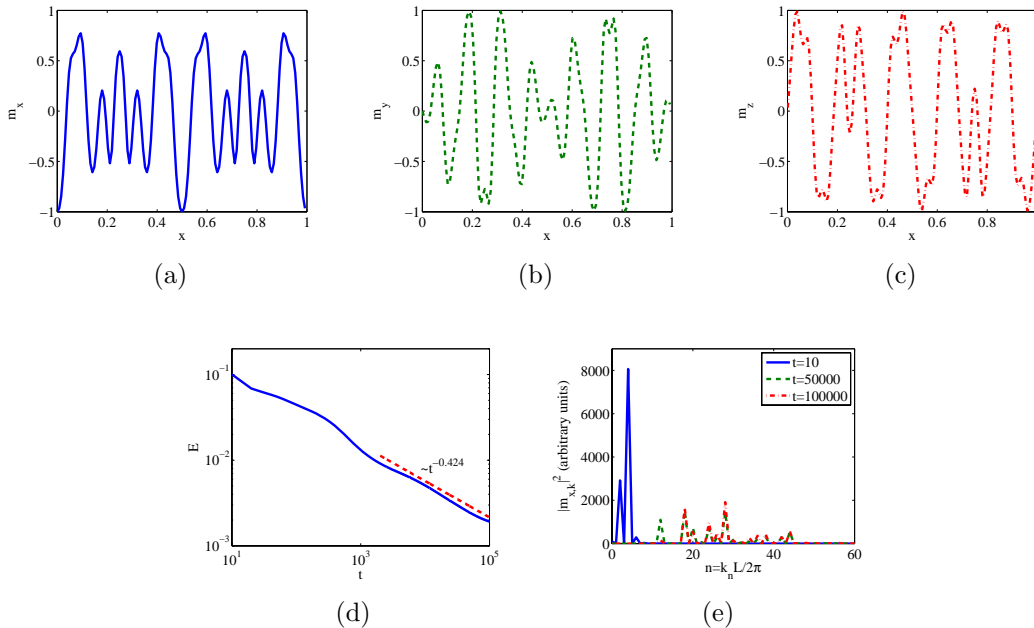 1
0.5
0
−0.5
−1
0 0.2 0.4 0.6 0.8 1
m_x
x
(a)
1
0.5
0
−0.5
−1
0 0.2 0.4 0.6 0.8 1
m_y
x
(b)
1
0.5
0
−0.5
−1
0 0.2 0.4 0.6 0.8
m_z
x
(c)
10^−1
10^−2
10^−3
10^1 10^3 10^5
E
t
~t^−0.424
(d)
8000
6000
4000
2000
0
0 20 40 60
|m_x,k|^2 (arbitrary units)
n=k_nL/2π
t=10
t=50000
t=100000
(e)